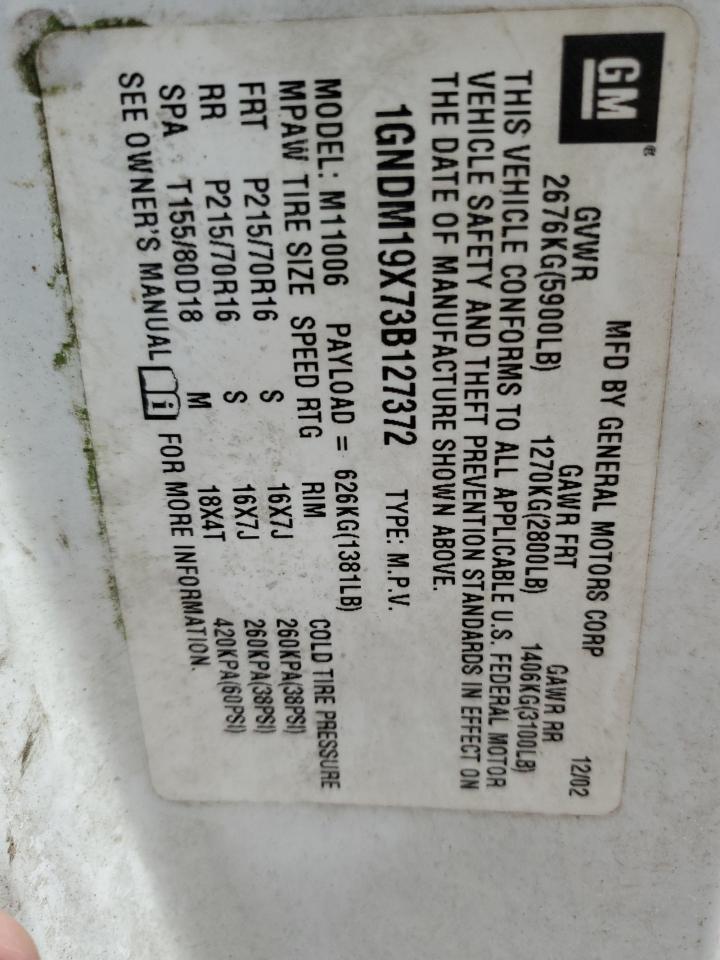 GM®
MFD BY GENERAL MOTORS CORP 12/02
GVWR GAWR FRT GAWR RR
2676KG(5900LB) 1270KG(2800LB) 1406KG(3100LB)
THIS VEHICLE CONFORMS TO ALL APPLICABLE U.S. FEDERAL MOTOR
VEHICLE SAFETY AND THEFT PREVENTION STANDARDS IN EFFECT ON
THE DATE OF MANUFACTURE SHOWN ABOVE.
1GNDM19X73B127372 TYPE: M.P.V.
MODEL: M11006 PAYLOAD = 626KG(1381LB)
MPAW TIRE SIZE SPEED RTG RIM COLD TIRE PRESSURE
FRT P215/70R16 S 16X7J 260KPA(38PSI)
RR P215/70R16 S 16X7J 260KPA(38PSI)
SPA T155/80D18 M 18X4T 420KPA(60PSI)
SEE OWNER'S MANUAL i FOR MORE INFORMATION.